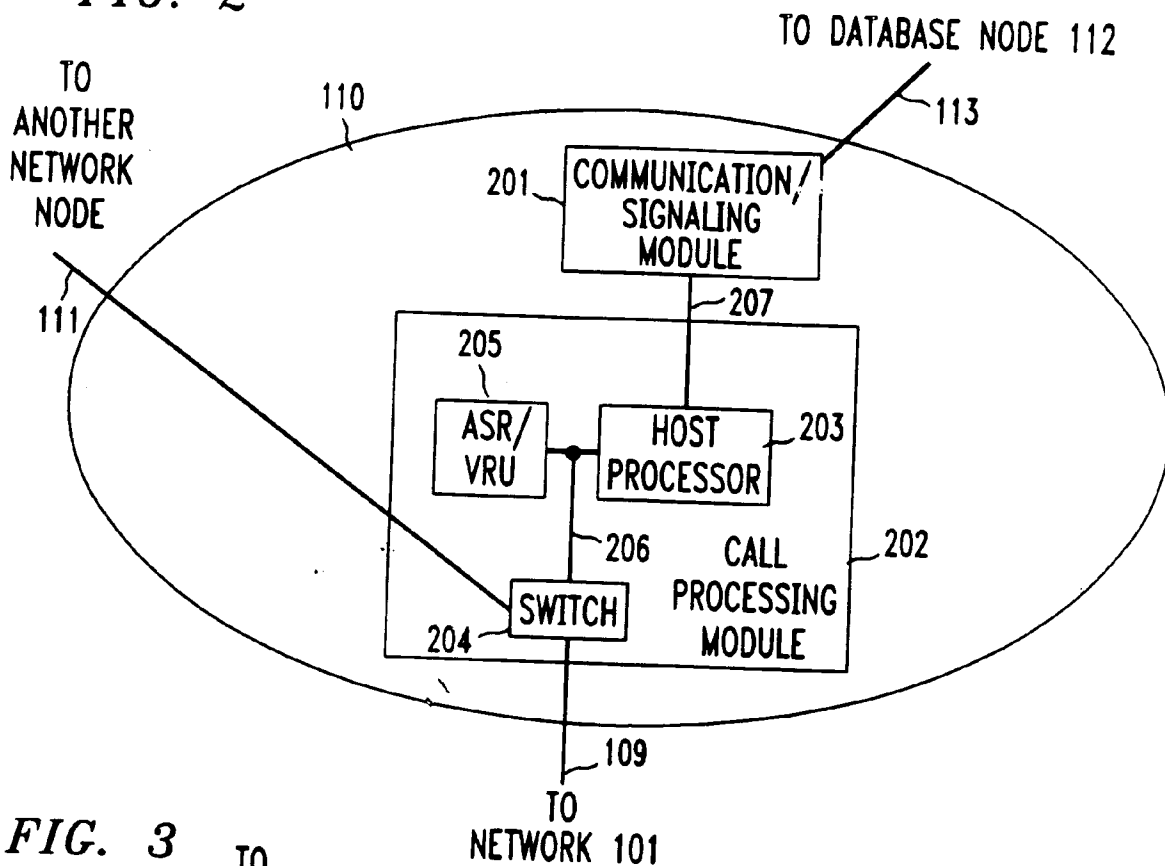 FIG. 2
TO DATABASE NODE 112
TO
ANOTHER
NETWORK
NODE
110
113
201
COMMUNICATION/
SIGNALING
MODULE
111
207
205
ASR/
VRU
HOST
PROCESSOR
203
206
CALL
PROCESSING
MODULE
202
SWITCH
204
109
TO
NETWORK 101
FIG. 3
TO